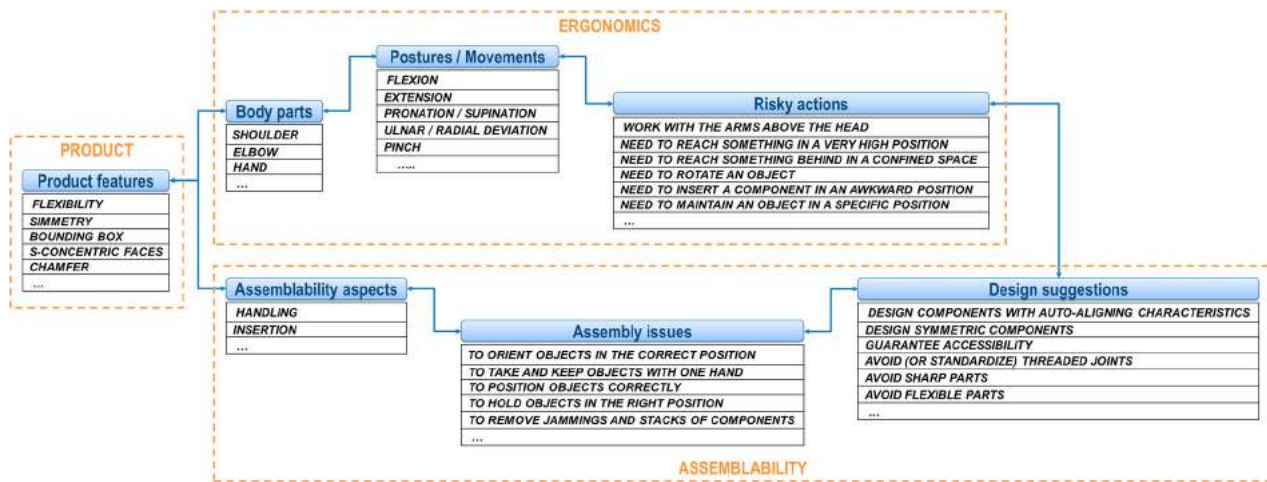 ERGONOMICS
Postures / Movements
FLEXION
EXTENSION
PRONATION / SUPINATION
ULNAR / RADIAL DEVIATION
PINCH
.....
Body parts
SHOULDER
ELBOW
HAND
...
Risky actions
WORK WITH THE ARMS ABOVE THE HEAD
NEED TO REACH SOMETHING IN A VERY HIGH POSITION
NEED TO REACH SOMETHING BEHIND IN A CONFINED SPACE
NEED TO ROTATE AN OBJECT
NEED TO INSERT A COMPONENT IN AN AWKWARD POSITION
NEED TO MAINTAIN AN OBJECT IN A SPECIFIC POSITION
...
PRODUCT
Product features
FLEXIBILITY
SIMMETRY
BOUNDING BOX
S-CONCENTRIC FACES
CHAMFER
...
Assemblability aspects
HANDLING
INSERTION
...
Assembly issues
TO ORIENT OBJECTS IN THE CORRECT POSITION
TO TAKE AND KEEP OBJECTS WITH ONE HAND
TO POSITION OBJECTS CORRECTLY
TO HOLD OBJECTS IN THE RIGHT POSITION
TO REMOVE JAMMINGS AND STACKS OF COMPONENTS
...
Design suggestions
DESIGN COMPONENTS WITH AUTO-ALIGNING CHARACTERISTICS
DESIGN SYMMETRIC COMPONENTS
GUARANTEE ACCESSIBILITY
AVOID (OR STANDARDIZE) THREADED JOINTS
AVOID SHARP PARTS
AVOID FLEXIBLE PARTS
...
ASSEMBLABILITY